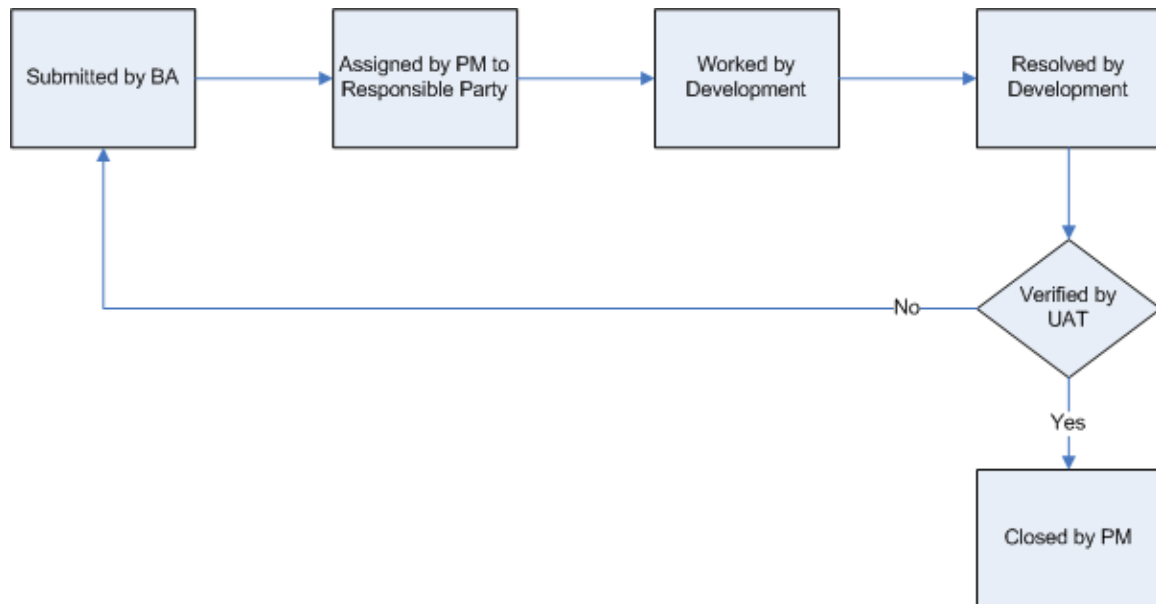 Submitted by BA
Assigned by PM to
Responsible Party
Worked by
Development
Resolved by
Development
Verified by
UAT
No
Yes
Closed by PM